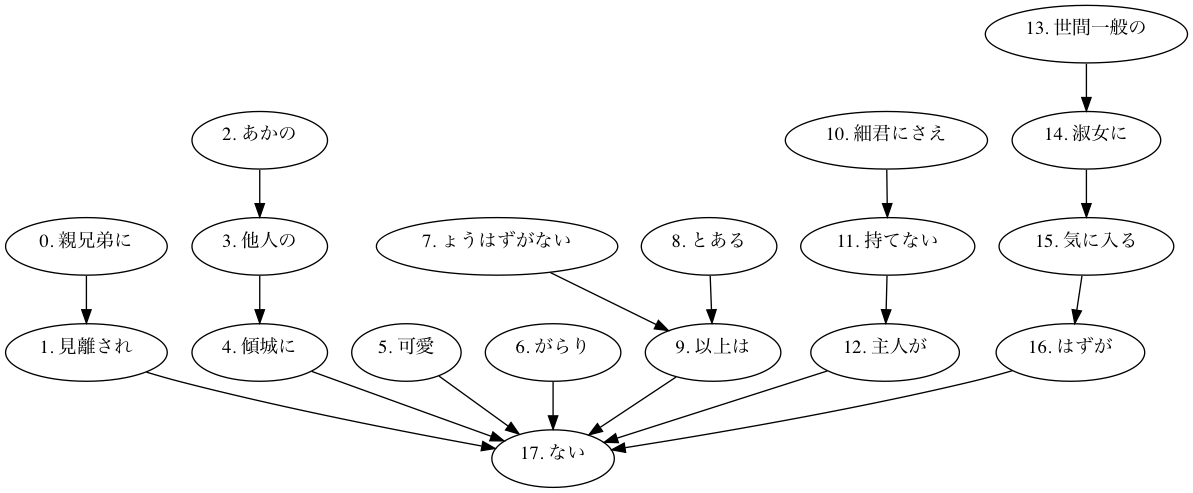 13. 世間一般の
2. あかの
10. 細君にさえ
14. 淑女に
0. 親兄弟に
3. 他人の
7. ょうはずがない
8. とある
11. 持てない
15. 気に入る
1. 見離され
4. 傾城に
5. 可愛
6. がらり
9. 以上は
12. 主人が
16. はずが
17. ない